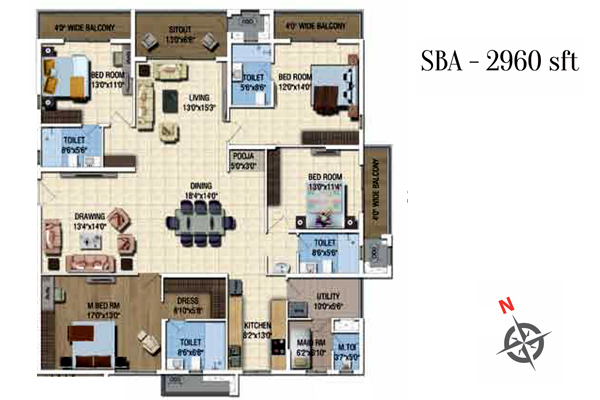 SBA - 2960 sft
4'0" WIDE BALCONY
SITOUT
13'0"X6'8"
4'0" WIDE BALCONY
BED ROOM
13'0"X11'0"
LIVING
13'0"X15'3"
TOILET
5'6"X8'6"
BED ROOM
12'0"X14'0"
TOILET
8'6"X5'6"
POOJA
5'0"X3'0"
BED ROOM
13'0"X11'4"
4'0" WIDE BALCONY
DINING
18'4"X14'0"
DRAWING
13'4"X14'0"
TOILET
8'6"X5'6"
M.BED RM
17'0"X13'0"
DRESS
8'10"X5'8"
UTILITY
10'0"X5'6"
KITCHEN
8'2"X13'0"
TOILET
8'6"X6'8"
MAID RM
6'2"X6'10"
M.TOI
3'7"X5'0"
N